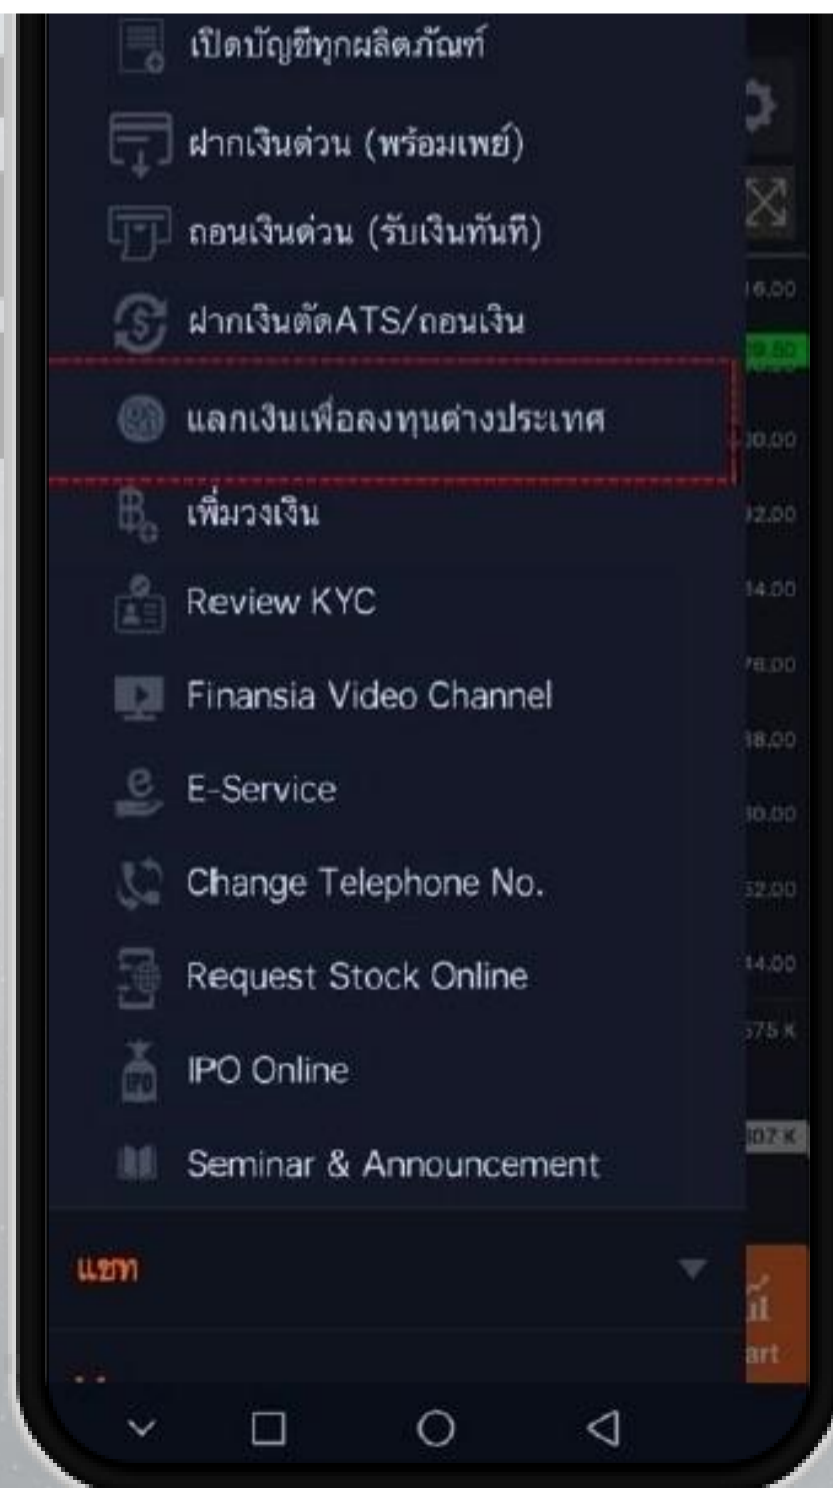 เปิดบัญชีทุกผลิตภัณฑ์
ฝากเงินด่วน (พร้อมเพย์)
ถอนเงินด่วน (รับเงินทันที)
ฝากเงินตัดATS/ถอนเงิน
แลกเงินเพื่อลงทุนต่างประเทศ
เพิ่มวงเงิน
Review KYC
Finansia Video Channel
E-Service
Change Telephone No.
Request Stock Online
IPO
IPO Online
Seminar & Announcement
แชท